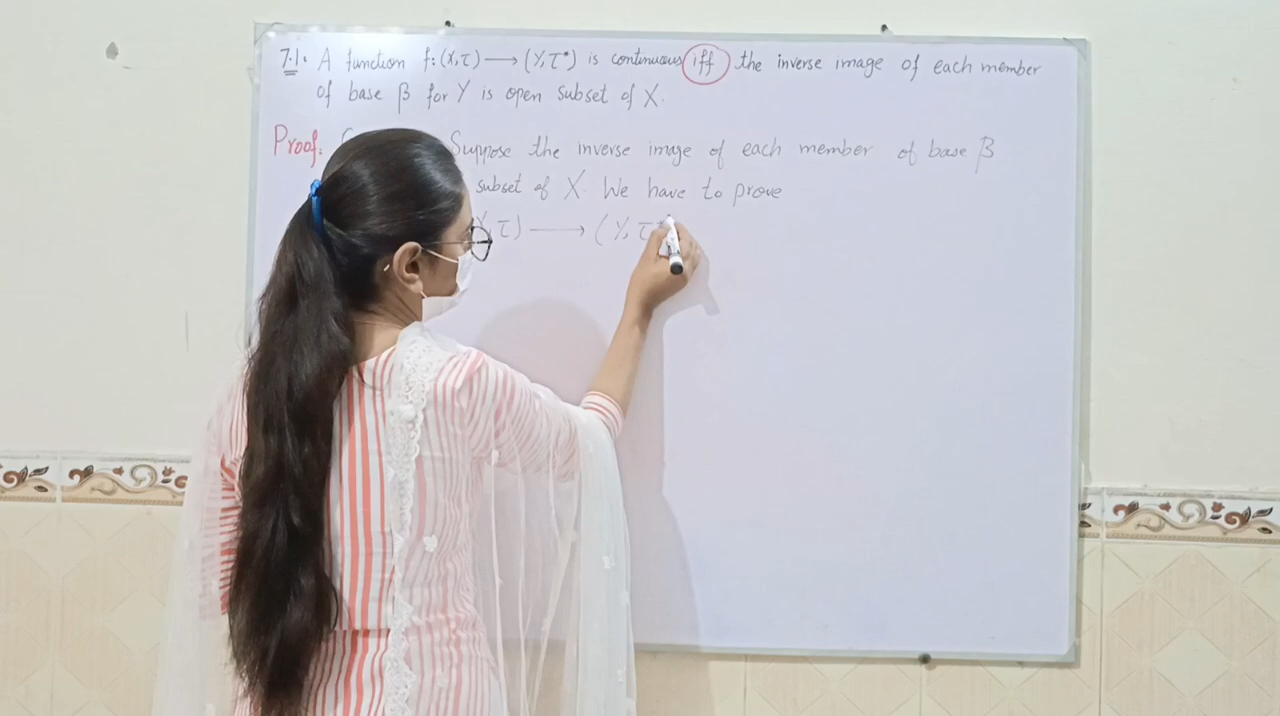 7.1. A function f: (X,τ) ⟶ (Y,τ*) is continuous iff the inverse image of each member
of base β for Y is open subset of X.
Proof: Suppose the inverse image of each member of base β
subset of X. We have to prove
X,τ) ⟶ (Y,τ*